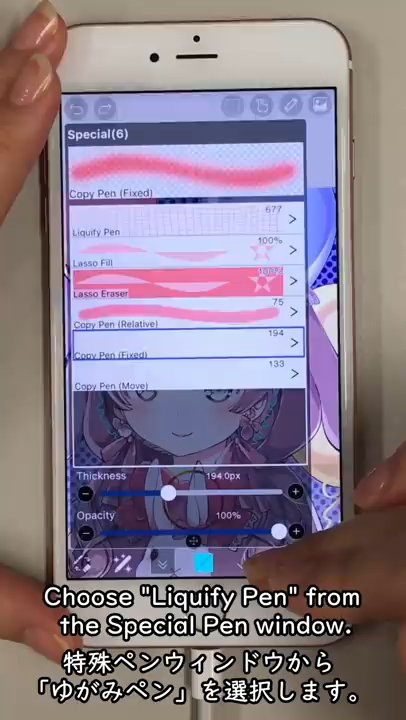 Special(6)
Copy Pen (Fixed)
677
Liquify Pen
100%
Lasso Fill
100%
Lasso Eraser
75
Copy Pen (Relative)
194
Copy Pen (Fixed)
133
Copy Pen (Move)
Thickness 194.0px
Opacity 100%
Choose "Liquify Pen" from
the Special Pen window.
特殊ペンウィンドウから
「ゆがみペン」を選択します。